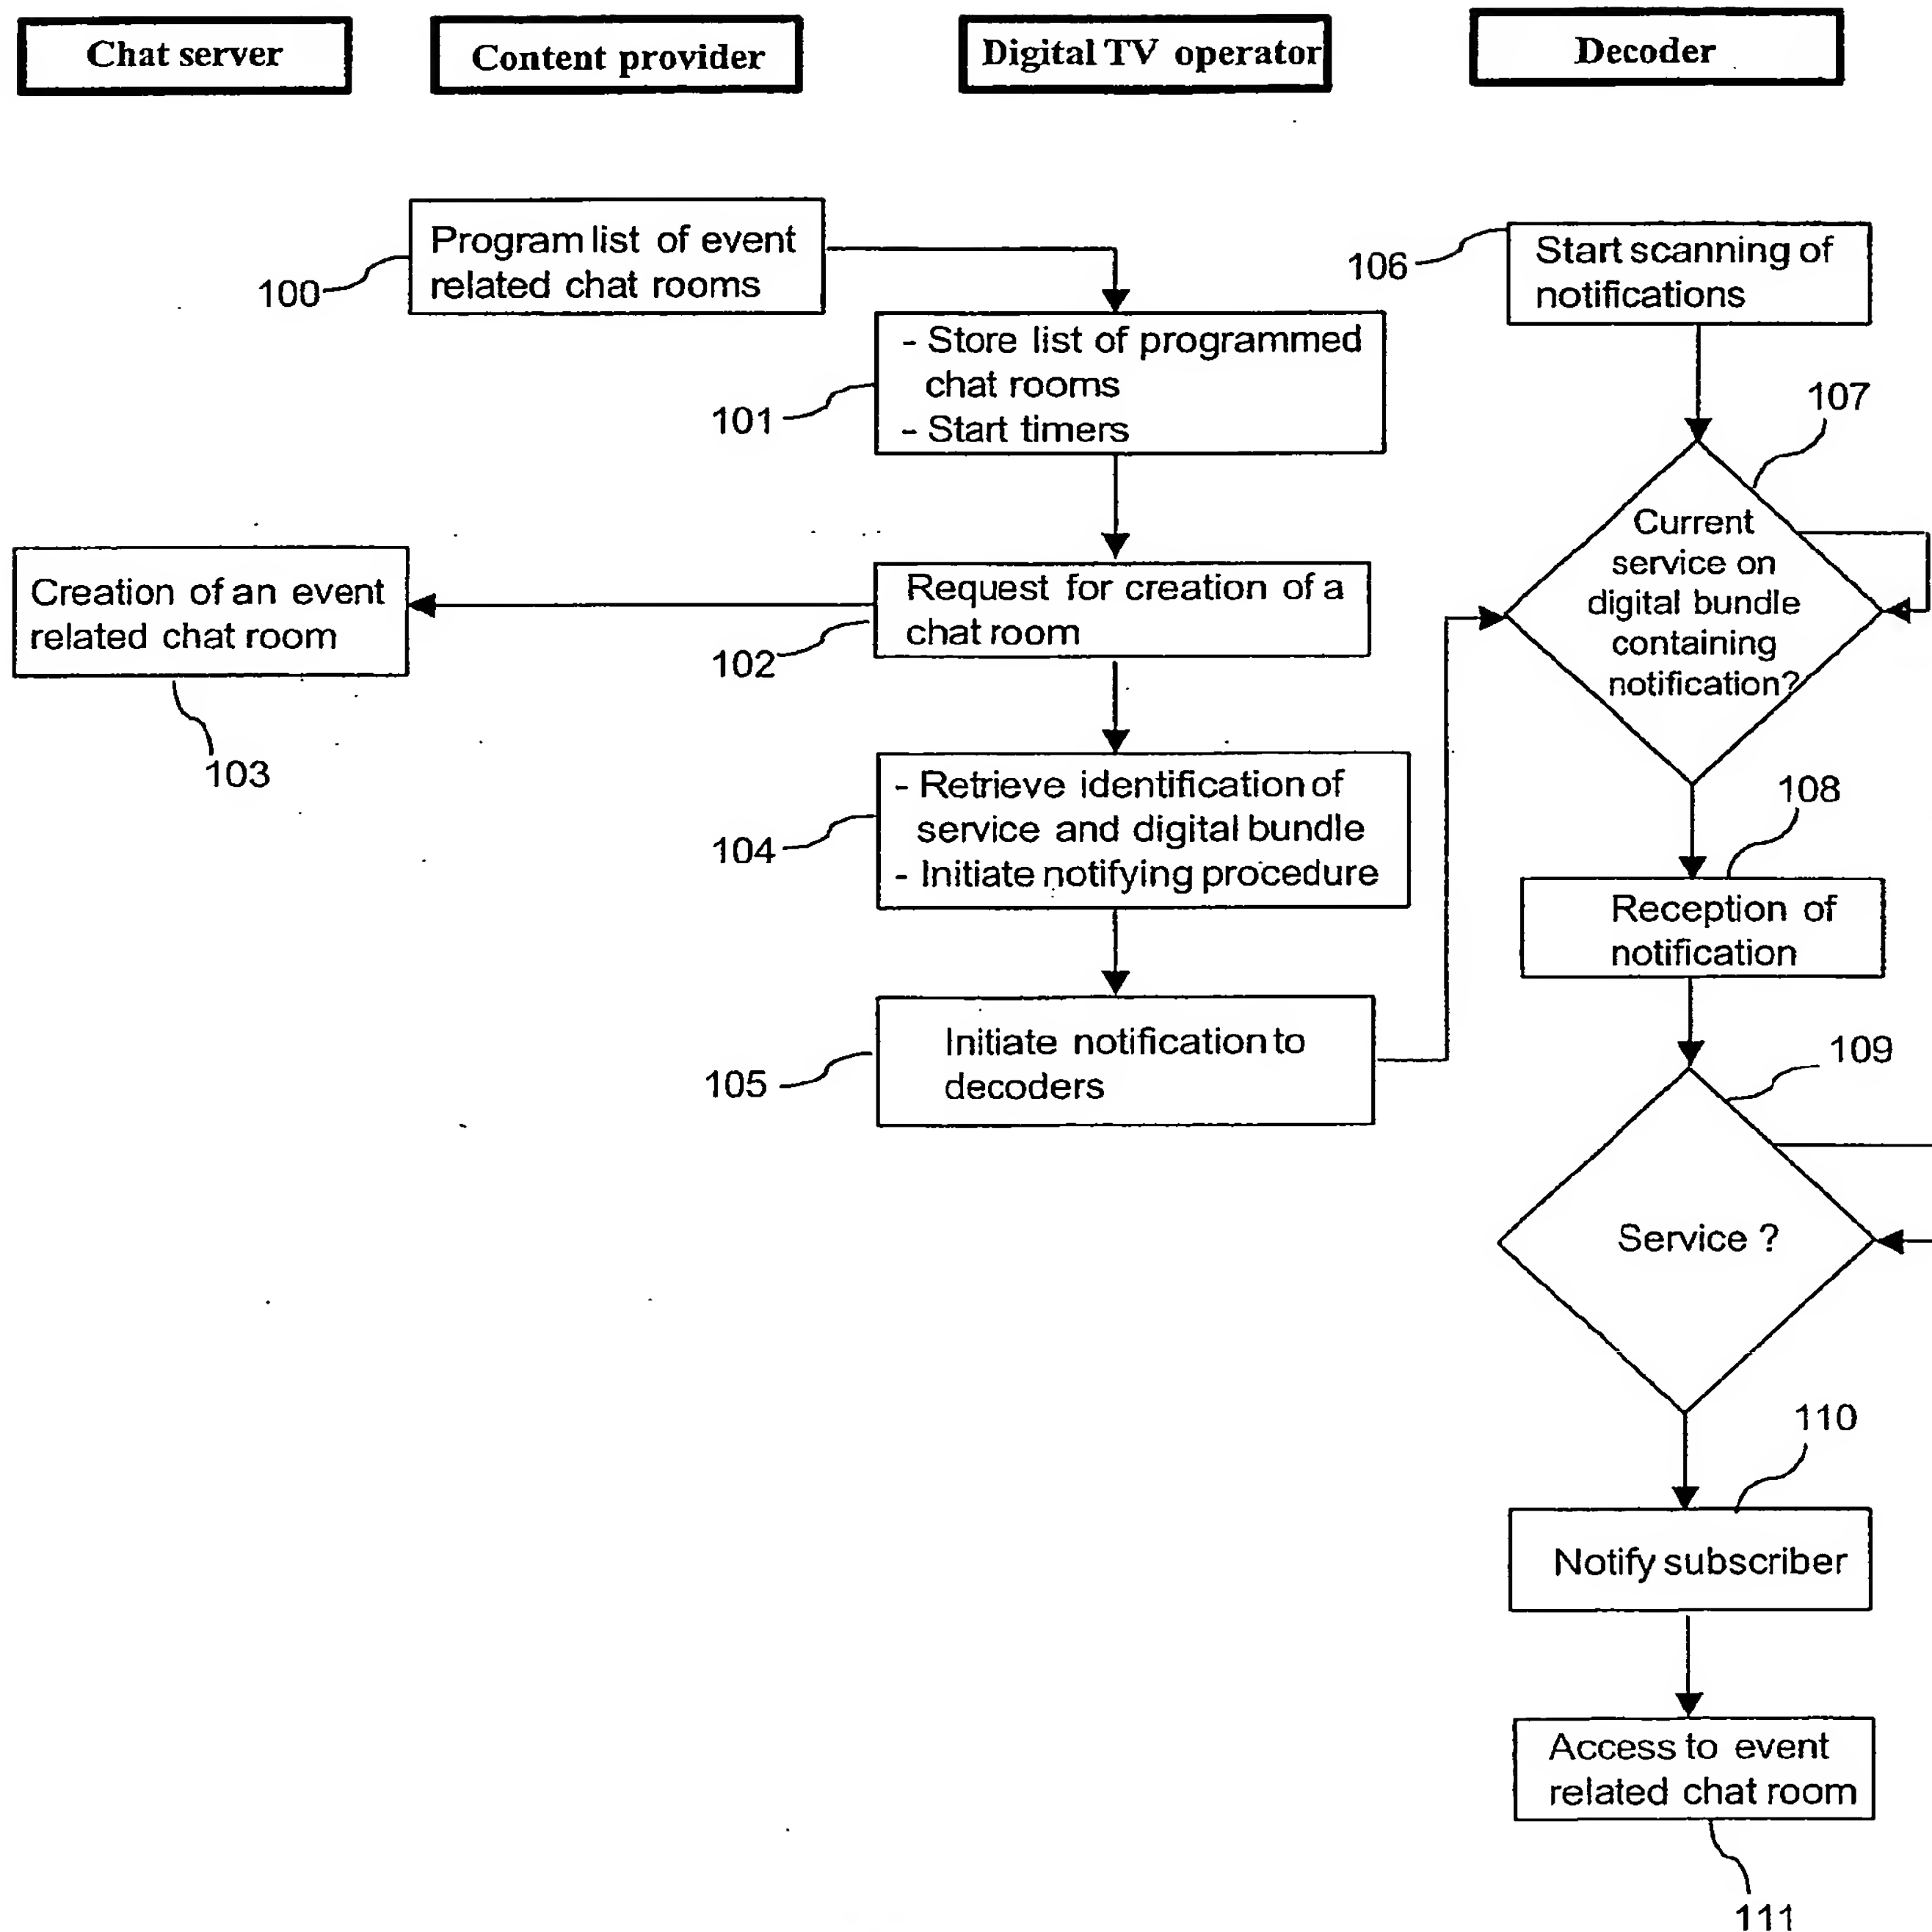 Chat server
Content provider
Digital TV operator
Decoder
Program list of event
related chat rooms
100
- Store list of programmed
chat rooms
- Start timers
101
Request for creation of a
chat room
102
Creation of an event
related chat room
103
- Retrieve identification of
service and digital bundle
- Initiate notifying procedure
104
Initiate notification to
decoders
105
Start scanning of
notifications
106
107
Current
service on
digital bundle
containing
notification?
108
Reception of
notification
109
Service ?
110
Notify subscriber
Access to event
related chat room
111